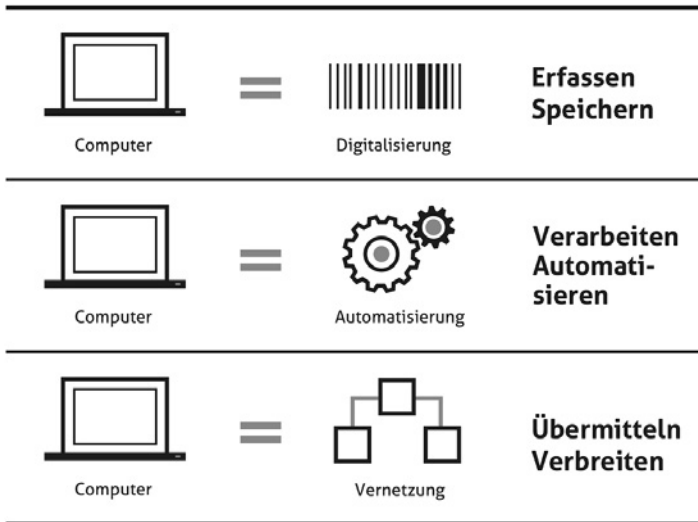 Computer
=
Digitalisierung
Erfassen
Speichern
Computer
=
Automatisierung
Verarbeiten
Automati-
sieren
Computer
=
Vernetzung
Übermitteln
Verbreiten